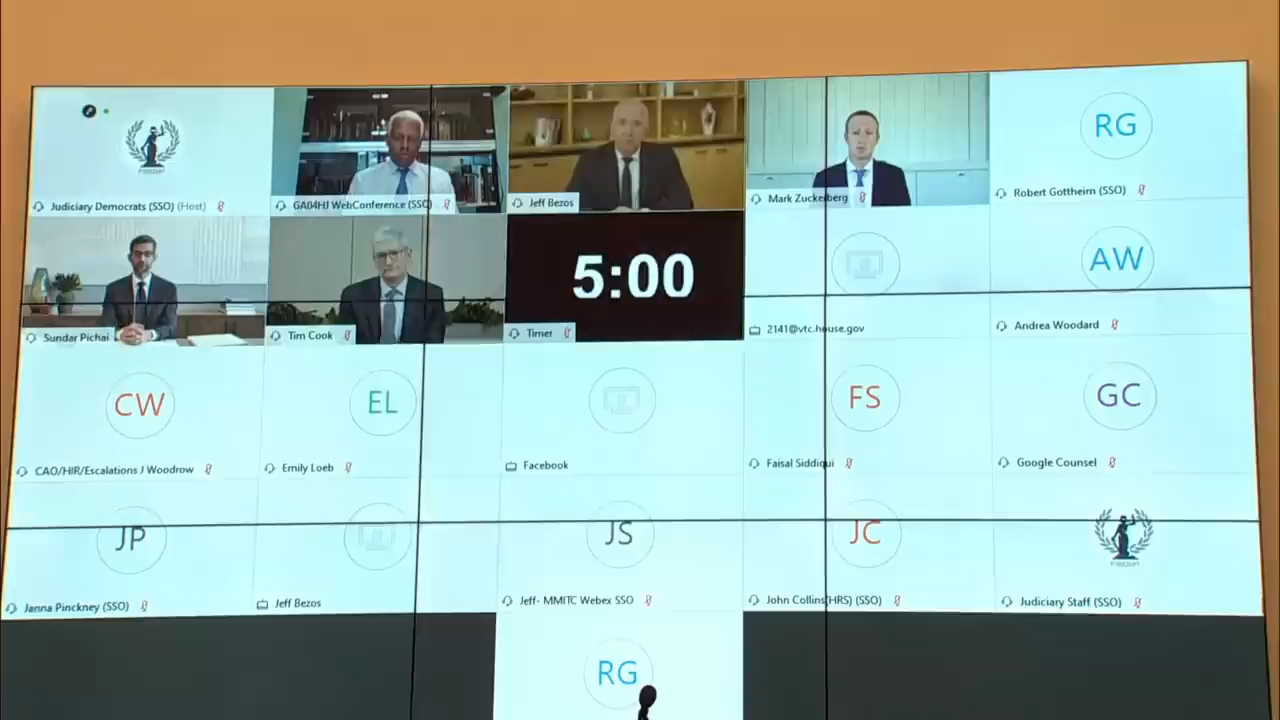 RG
Judiciary Democrats (SSO) (Host)
GA04HJ WebConference (SSO)
Jeff Bezos
Mark Zuckerberg
Robert Gottheim (SSO)
5:00
AW
Sundar Pichai
Tim Cook
Timer
2141@vtc.house.gov
Andrea Woodard
CW
EL
FS
GC
CAO/HIR/Escalations J Woodrow
Emily Loeb
Facebook
Faisal Siddiqui
Google Counsel
JP
JS
JC
Janna Pinckney (SSO)
Jeff Bezos
Jeff- MMITC Webex SSO
John Collins(HRS) (SSO)
Judiciary Staff (SSO)
RG